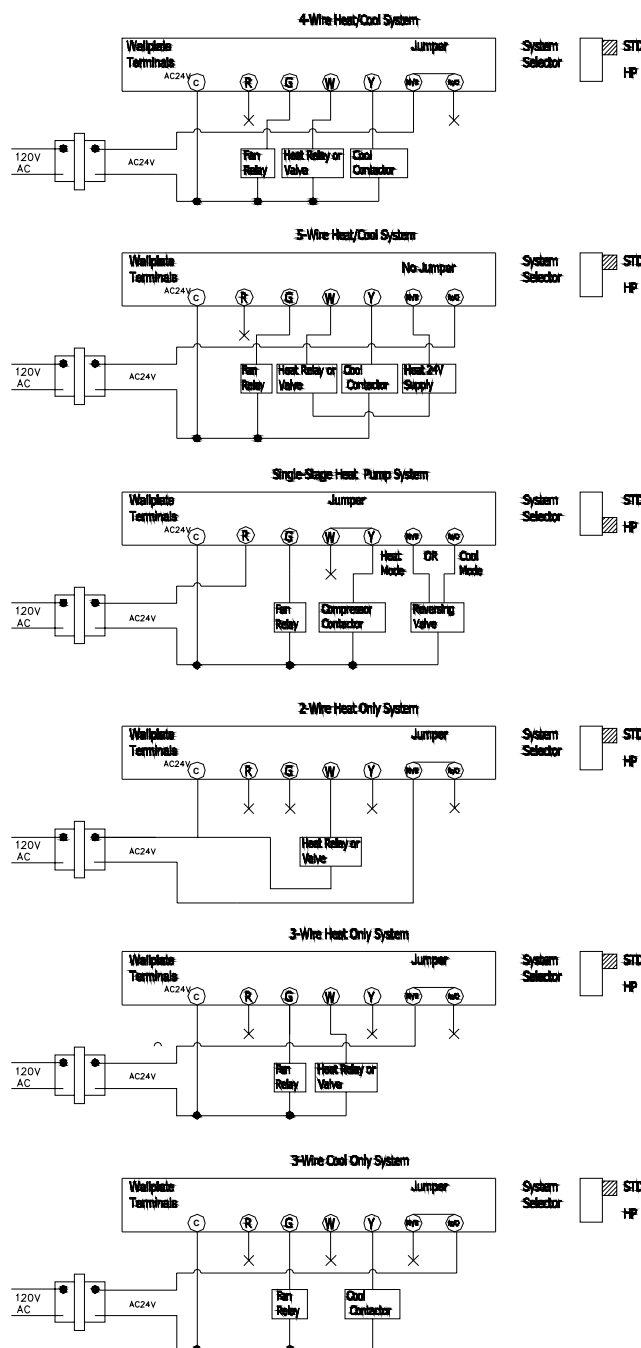 4-Wire Heat/Cool System
Wallplate Jumper System STD
Terminals Selector
AC24V HP
C R G W Y
120V
AC AC24V
Fan Heat Relay or Cool
Relay Valve Contactor
5-Wire Heat/Cool System
Wallplate No Jumper System STD
Terminals Selector
AC24V HP
C R G W Y
120V
AC AC24V
Fan Heat Relay or Cool Heat 24V
Relay Valve Contactor Supply
Single-Stage Heat Pump System
Wallplate Jumper System STD
Terminals Selector
AC24V HP
C R G W Y
Heat OR Cool
Mode Mode
120V
AC AC24V
Fan Compressor Reversing
Relay Contactor Valve
2-Wire Heat Only System
Wallplate Jumper System STD
Terminals Selector
AC24V HP
C R G W Y
120V
AC AC24V
Heat Relay or
Valve
3-Wire Heat Only System
Wallplate Jumper System STD
Terminals Selector
AC24V HP
C R G W Y
120V
AC AC24V
Fan Heat Relay or
Relay Valve
3-Wire Cool Only System
Wallplate Jumper System STD
Terminals Selector
HP
C R G W Y
120V
AC AC24V
Fan Cool
Relay Contactor